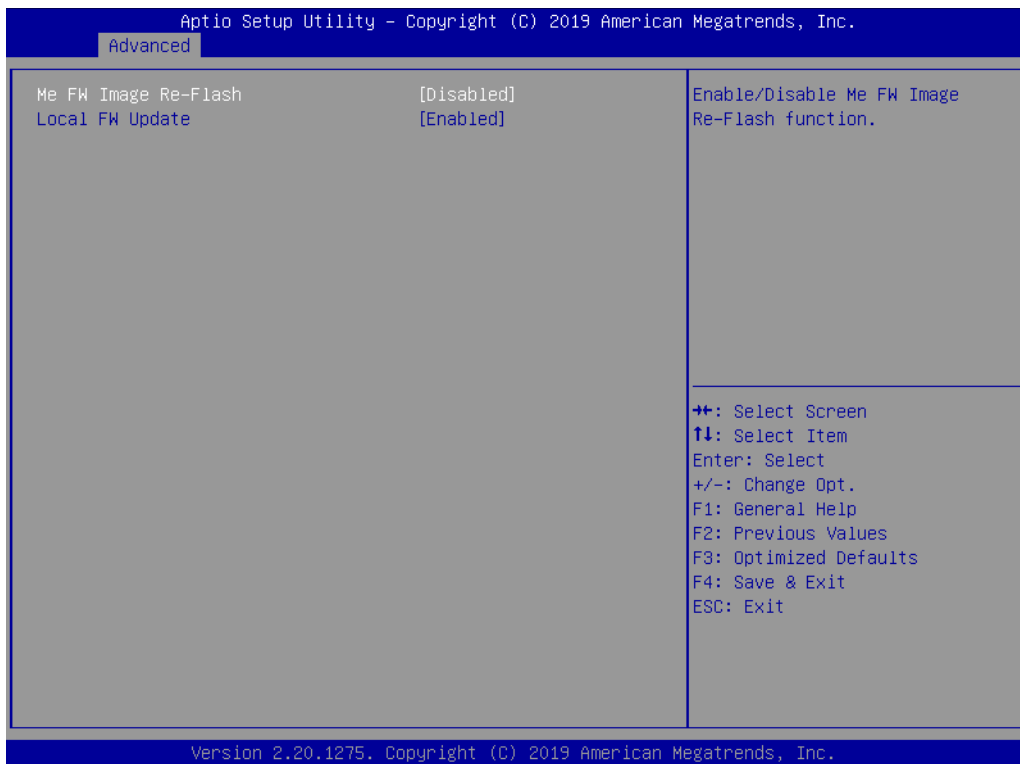 Aptio Setup Utility – Copyright (C) 2019 American Megatrends, Inc.
Advanced
Me FW Image Re-Flash [Disabled]
Local FW Update [Enabled]
Enable/Disable Me FW Image
Re-Flash function.
→←: Select Screen
↑↓: Select Item
Enter: Select
+/-: Change Opt.
F1: General Help
F2: Previous Values
F3: Optimized Defaults
F4: Save & Exit
ESC: Exit
Version 2.20.1275. Copyright (C) 2019 American Megatrends, Inc.